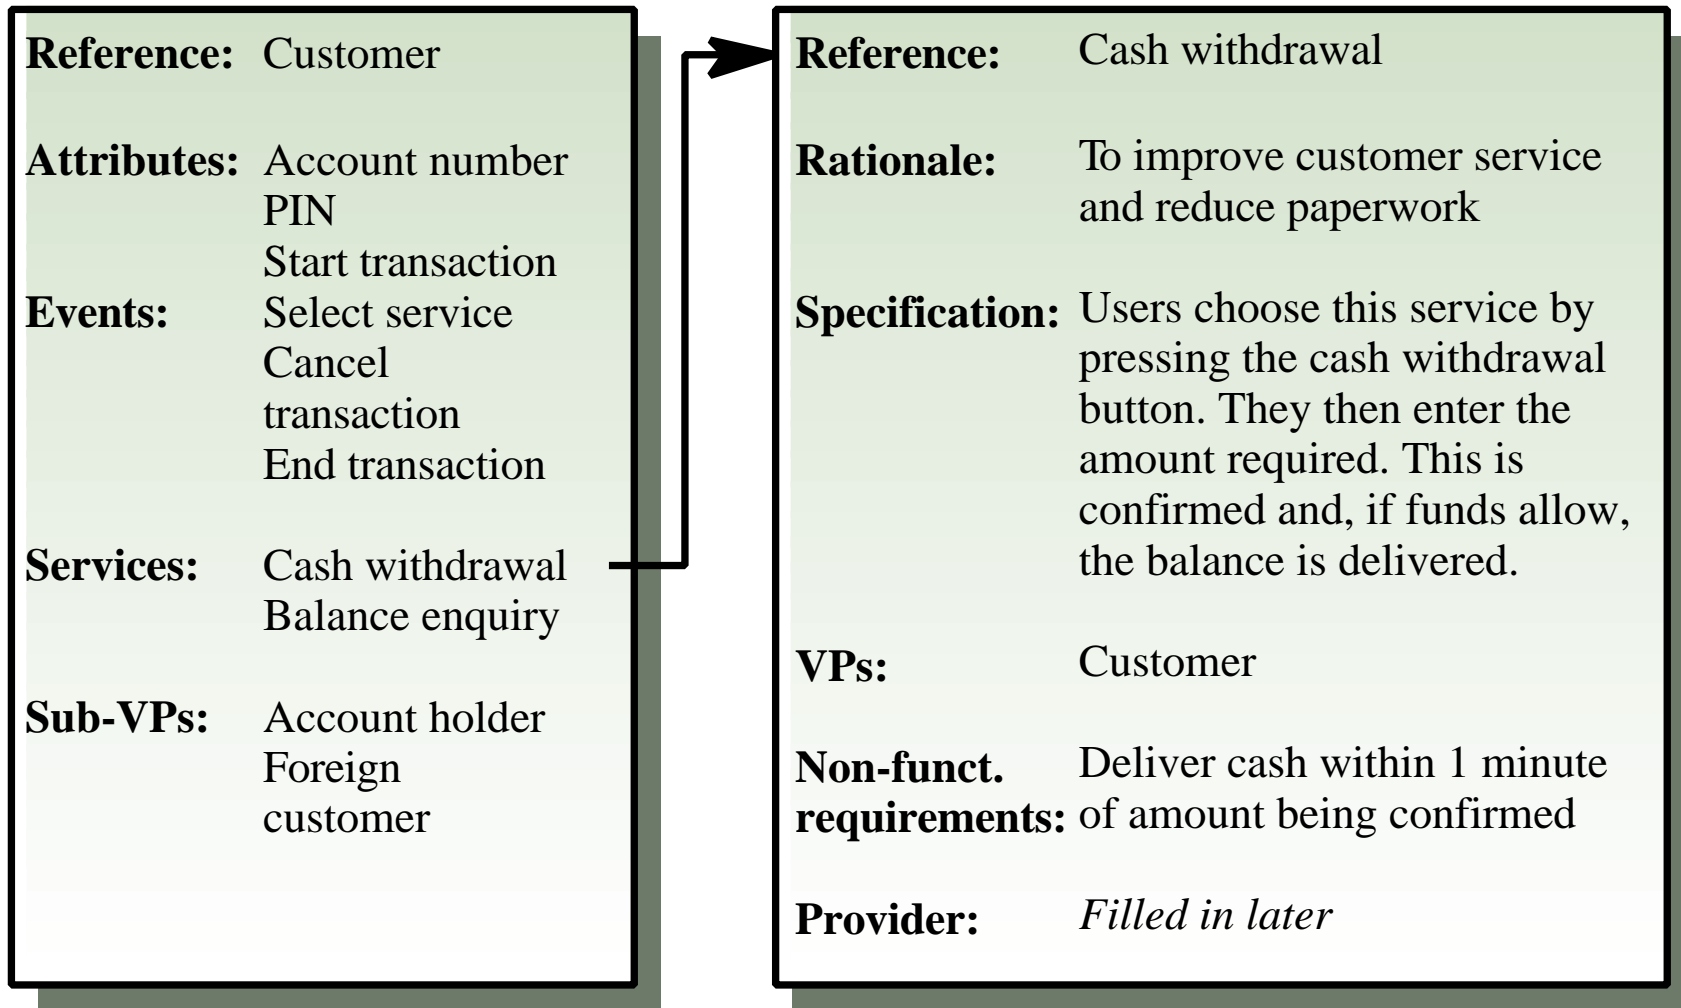 Reference: Customer
Attributes: Account number
PIN
Start transaction
Events: Select service
Cancel
transaction
End transaction
Services: Cash withdrawal
Balance enquiry
Sub-VPs: Account holder
Foreign
customer
Reference: Cash withdrawal
Rationale: To improve customer service
and reduce paperwork
Specification: Users choose this service by
pressing the cash withdrawal
button. They then enter the
amount required. This is
confirmed and, if funds allow,
the balance is delivered.
VPs: Customer
Non-funct. Deliver cash within 1 minute
requirements: of amount being confirmed
Provider: Filled in later